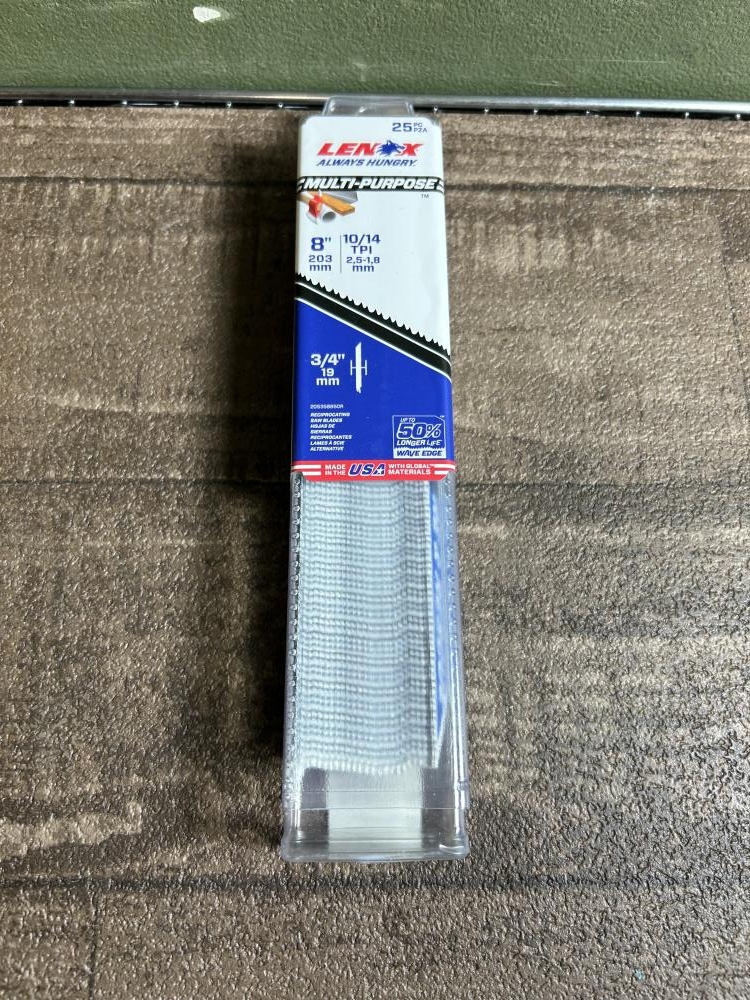 25 PC
PZA
LENOX
ALWAYS HUNGRY.
MULTI-PURPOSE
TM
8"
203
mm
10/14
TPI
2,5-1,8
mm
3/4"
19
mm
20535B850R
RECIPROCATING
SAW BLADES
HOJAS DE
SIERRAS
RECIPROCANTES
LAMES À SCIE
ALTERNATIVE
UP TO
50%
LONGER LIFE
WAVE EDGE
MADE
IN THE
USA
WITH GLOBAL
MATERIALS